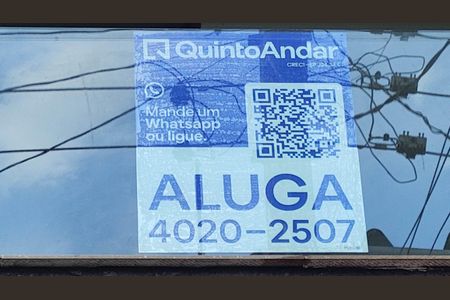 QuintoAndar
Mande um
Whatsapp
ou ligue.
ALUGA
4020-2507